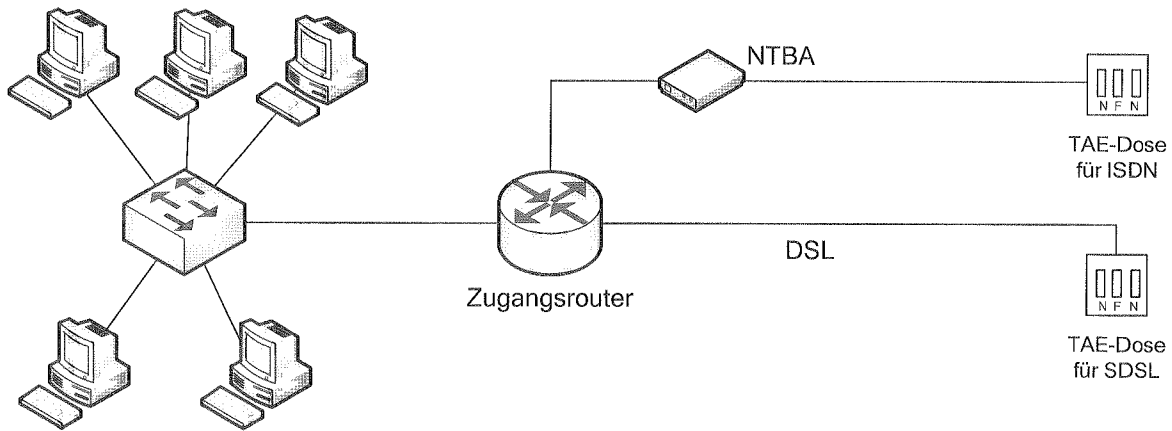 NTBA
N F N
TAE-Dose
für ISDN
Zugangsrouter
DSL
N F N
TAE-Dose
für SDSL